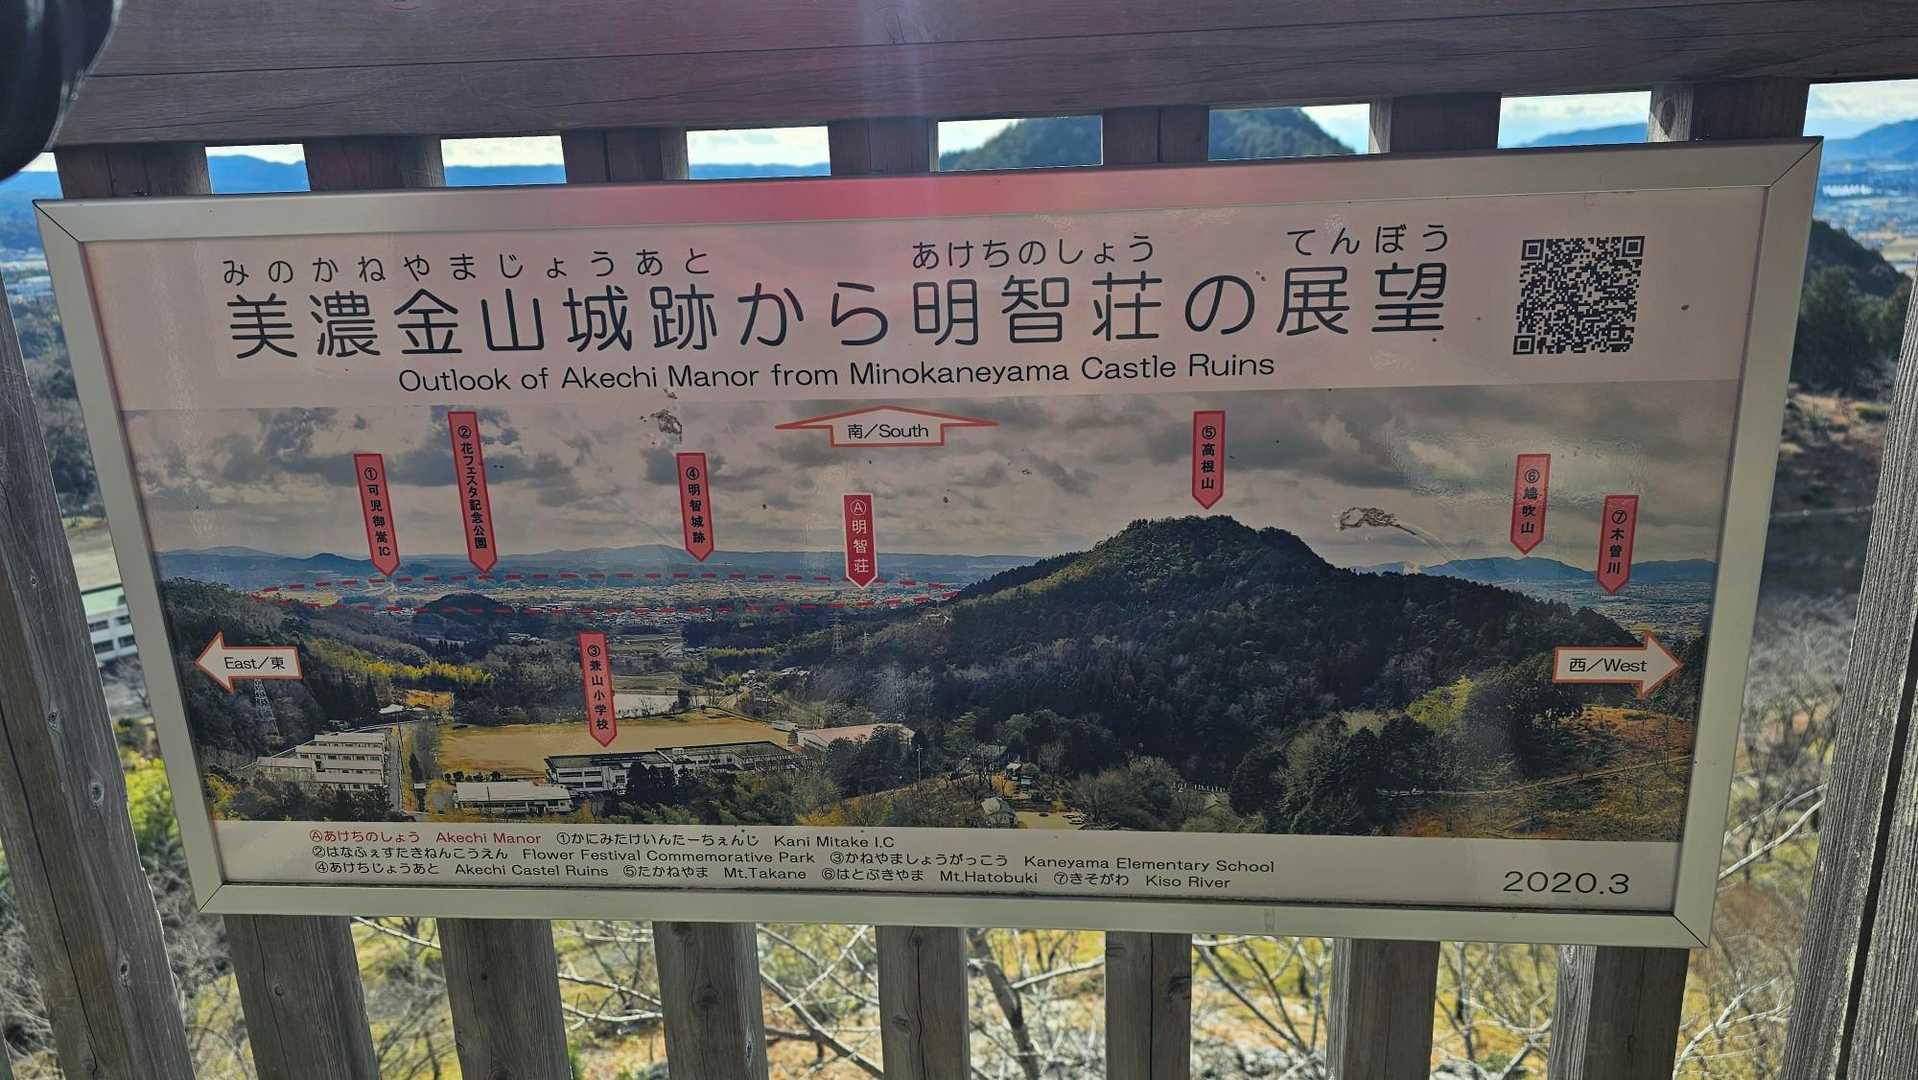 みのかねやまじょうあと あけちのしょう てんぼう
美濃金山城跡から明智荘の展望
Outlook of Akechi Manor from Minokaneyama Castle Ruins
南/South
①可児御嵩IC
②花フェスタ記念公園
④明智城跡
Ⓐ明智荘
⑤高根山
⑥鳩吹山
⑦木曽川
East/東
③兼山小学校
西/West
Ⓐあけちのしょう Akechi Manor ①かにみたけいんたーちぇんじ Kani Mitake I.C
②はなふぇすたきねんこうえん Flower Festival Commemorative Park ③かねやましょうがっこう Kaneyama Elementary School
④あけちじょうあと Akechi Castel Ruins ⑤たかねやま Mt.Takane ⑥はとぶきやま Mt.Hatobuki ⑦きそがわ Kiso River
2020.3